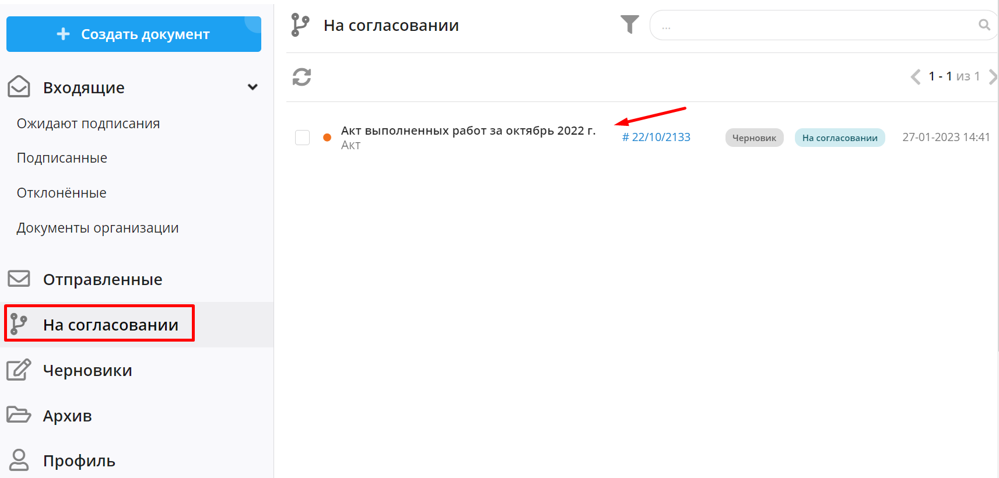 Создать документ
Входящие
Ожидают подписания
Подписанные
Отклонённые
Документы организации
Отправленные
На согласовании
Черновики
Архив
Профиль
На согласовании
...
1 - 1 из 1
Акт выполненных работ за октябрь 2022 г.
Акт
# 22/10/2133
Черновик
На согласовании
27-01-2023 14:41